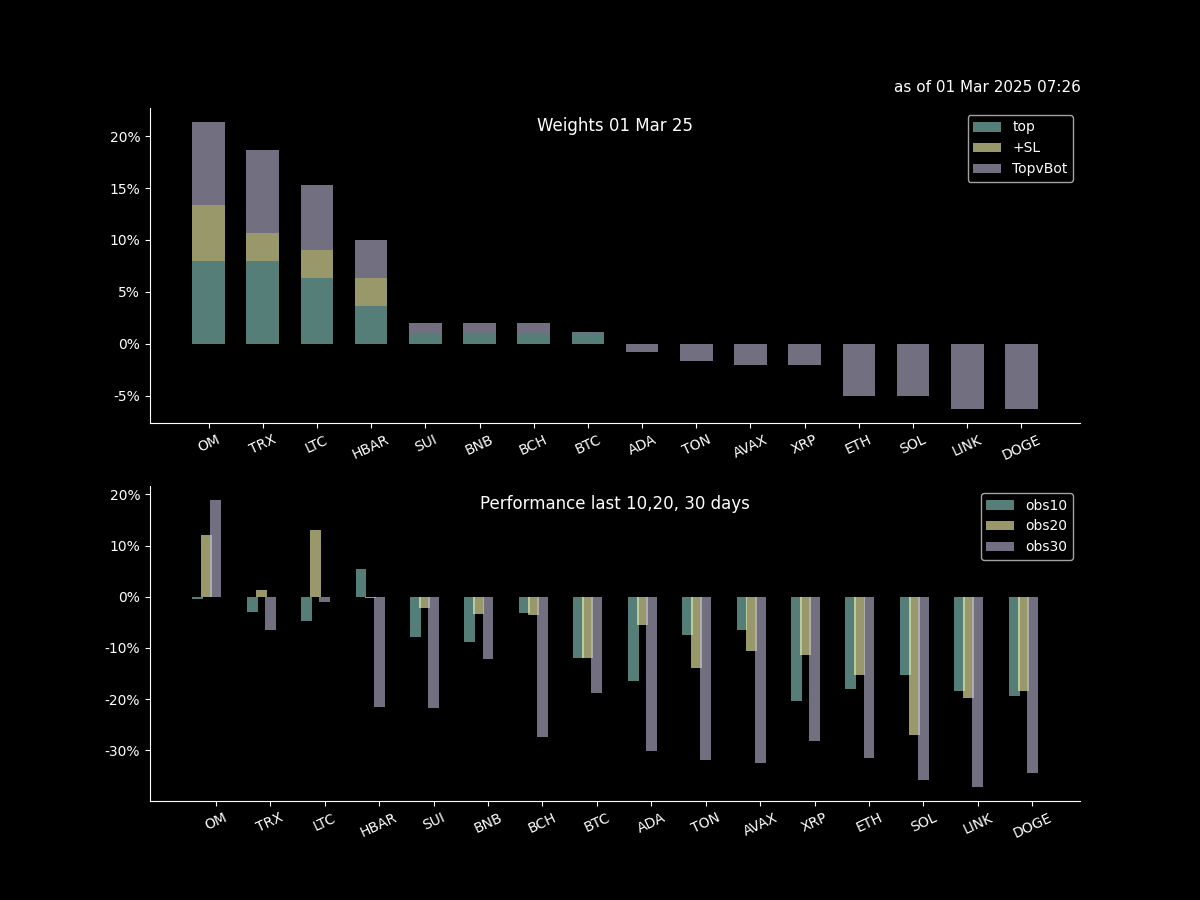 as of 01 Mar 2025 07:26
Weights 01 Mar 25
top
+SL
TopvBot
20%
15%
10%
5%
0%
-5%
OM TRX LTC HBAR SUI BNB BCH BTC ADA TON AVAX XRP ETH SOL LINK DOGE
Performance last 10,20, 30 days
obs10
obs20
obs30
20%
10%
0%
-10%
-20%
-30%
OM TRX LTC HBAR SUI BNB BCH BTC ADA TON AVAX XRP ETH SOL LINK DOGE